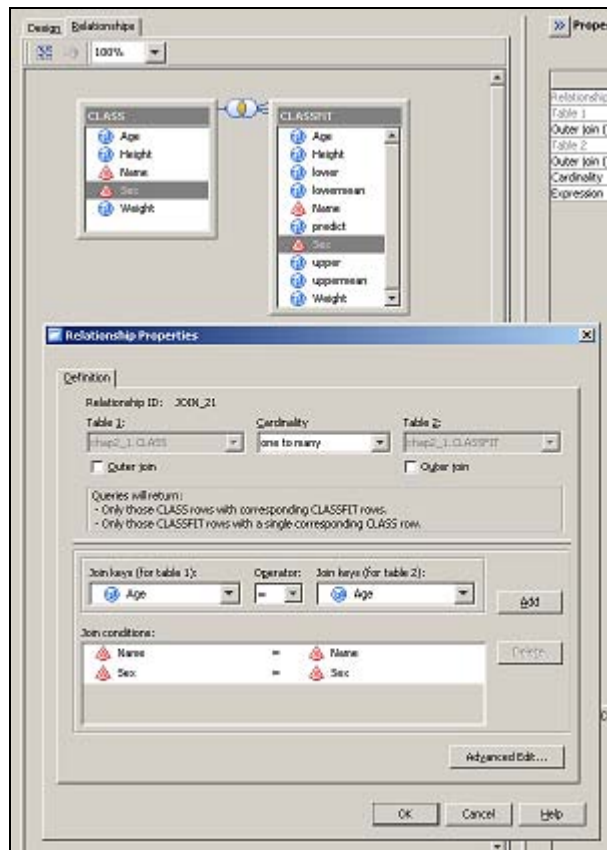 Design Relationships
Properties
100%
CLASS
Age
Height
Name
Sex
Weight
CLASSFIT
Age
Height
lower
lowermean
Name
predict
Sex
upper
uppermean
Weight
Relationship
Table 1
Outer join (
Table 2
Outer join (
Cardinality
Expression
Relationship Properties
Definition
Relationship ID: JOIN_21
Table 1: Cardinality Table 2:
chap2_1.CLASS one to many chap2_1.CLASSFIT
Outer join Outer join
Queries will return:
- Only those CLASS rows with corresponding CLASSFIT rows.
- Only those CLASSFIT rows with a single corresponding CLASS row.
Join keys (for table 1): Operator: Join keys (for table 2):
Age = Age
Add
Join conditions:
Name = Name
Sex = Sex
Delete
Advanced Edit...
OK Cancel Help